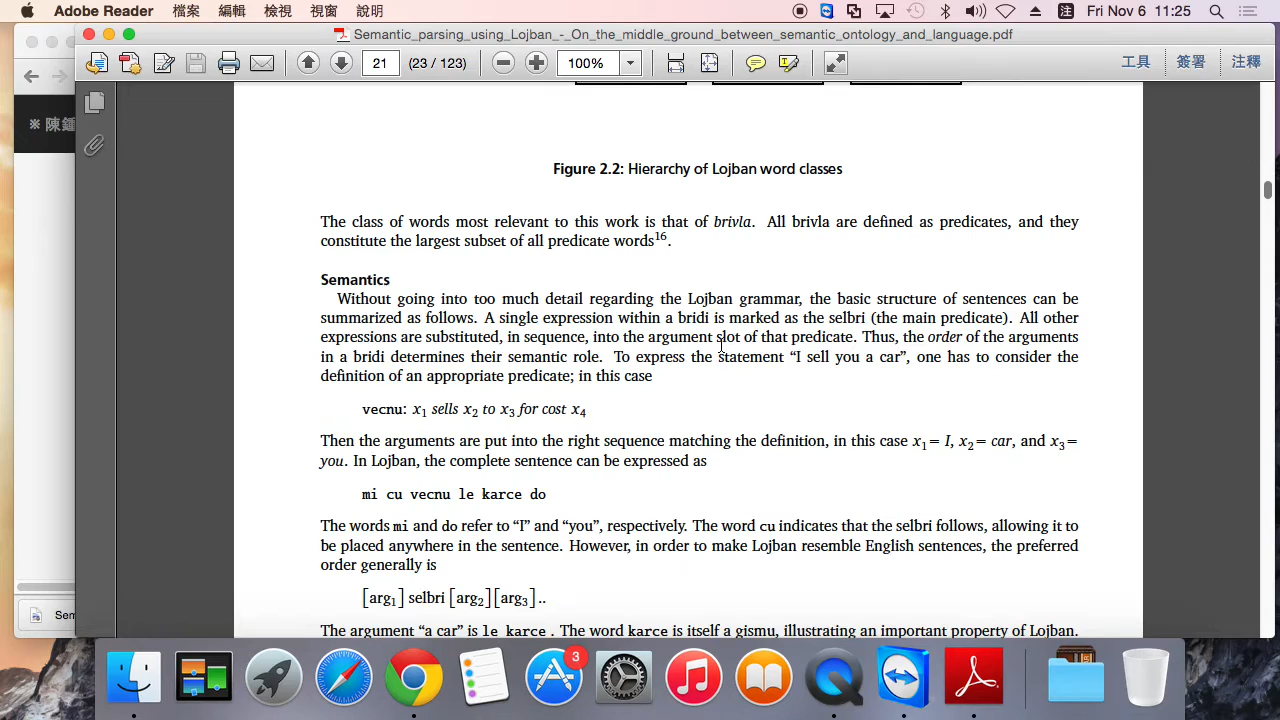 Adobe Reader 檔案 編輯 檢視 視窗 說明 注 Fri Nov 6 11:25
Semantic_parsing_using_Lojban_-_On_the_middle_ground_between_semantic_ontology_and_language.pdf
21 (23 / 123) 100% 工具 簽署 注釋
※ 陳鍾
Figure 2.2: Hierarchy of Lojban word classes
The class of words most relevant to this work is that of brivla. All brivla are defined as predicates, and they
constitute the largest subset of all predicate words16.
Semantics
Without going into too much detail regarding the Lojban grammar, the basic structure of sentences can be
summarized as follows. A single expression within a bridi is marked as the selbri (the main predicate). All other
expressions are substituted, in sequence, into the argument slot of that predicate. Thus, the order of the arguments
in a bridi determines their semantic role. To express the statement “I sell you a car”, one has to consider the
definition of an appropriate predicate; in this case
vecnu: x1 sells x2 to x3 for cost x4
Then the arguments are put into the right sequence matching the definition, in this case x1= I, x2= car, and x3=
you. In Lojban, the complete sentence can be expressed as
mi cu vecnu le karce do
The words mi and do refer to “I” and “you”, respectively. The word cu indicates that the selbri follows, allowing it to
be placed anywhere in the sentence. However, in order to make Lojban resemble English sentences, the preferred
order generally is
[arg1] selbri [arg2][arg3]..
Sem
The argument “a car” is le karce . The word karce is itself a gismu, illustrating an important property of Lojban.
3